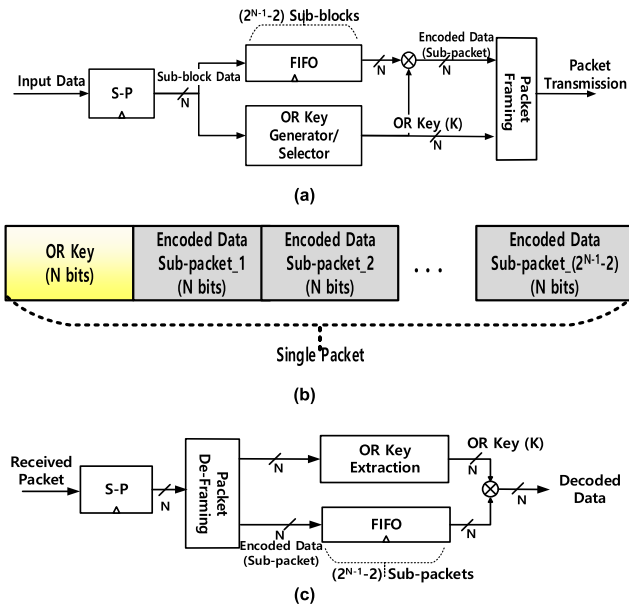 (2^{N-1}-2) Sub-blocks
Input Data
S-P
Sub-block Data
N
FIFO
N
Encoded Data
(Sub-packet)
N
OR Key
Generator/
Selector
OR Key (K)
N
Packet
Framing
Packet
Transmission
(a)
OR Key
(N bits)
Encoded Data
Sub-packet_1
(N bits)
Encoded Data
Sub-packet_2
(N bits)
...
Encoded Data
Sub-packet_(2^{N-1}-2)
(N bits)
Single Packet
(b)
Received
Packet
S-P
N
Packet
De-Framing
N
OR Key
Extraction
OR Key (K)
N
N
Encoded Data
(Sub-packet)
FIFO
N
N
Decoded
Data
(2^{N-1}-2) Sub-packets
(c)